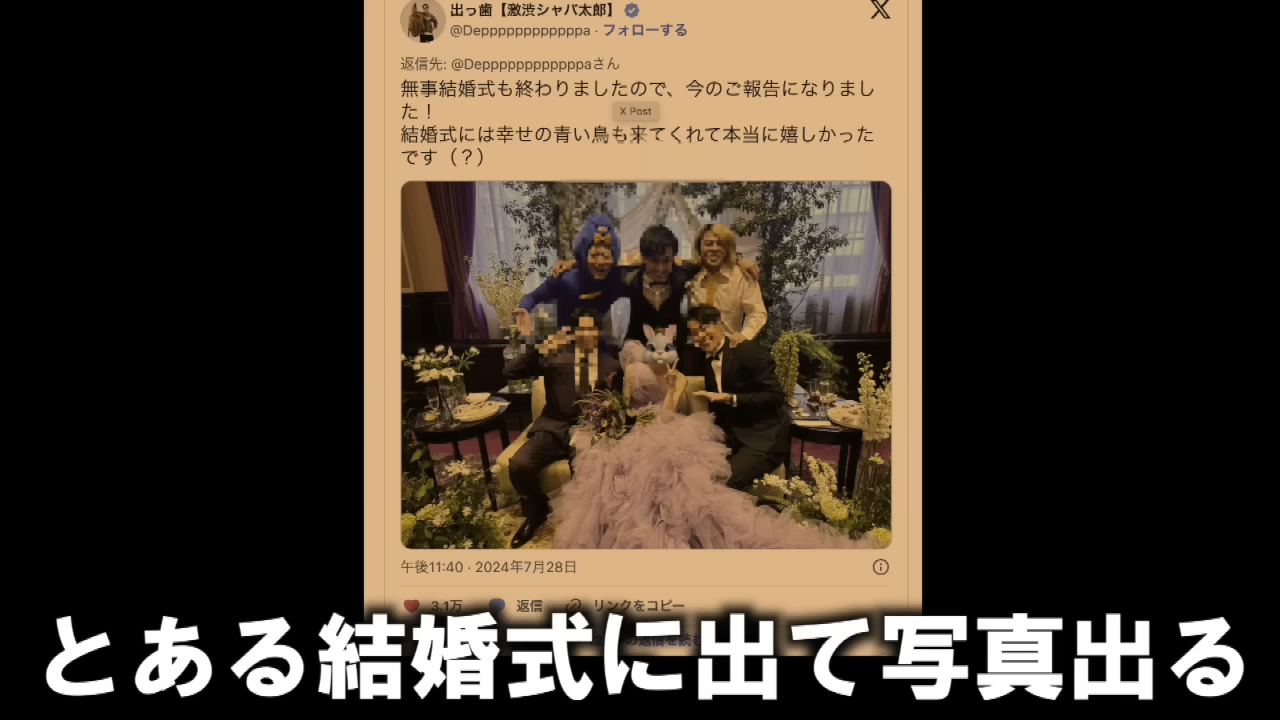 出っ歯【激渋シャバ太郎】
@Depppppppppppppa · フォローする
返信先: @Depppppppppppppaさん
無事結婚式も終わりましたので、今のご報告になりまし
た！
X Post
結婚式には幸せの青い鳥も来てくれて本当に嬉しかった
です（？）
午後11:40 · 2024年7月28日
3.1万 返信 リンクをコピー
とある結婚式に出て写真出る